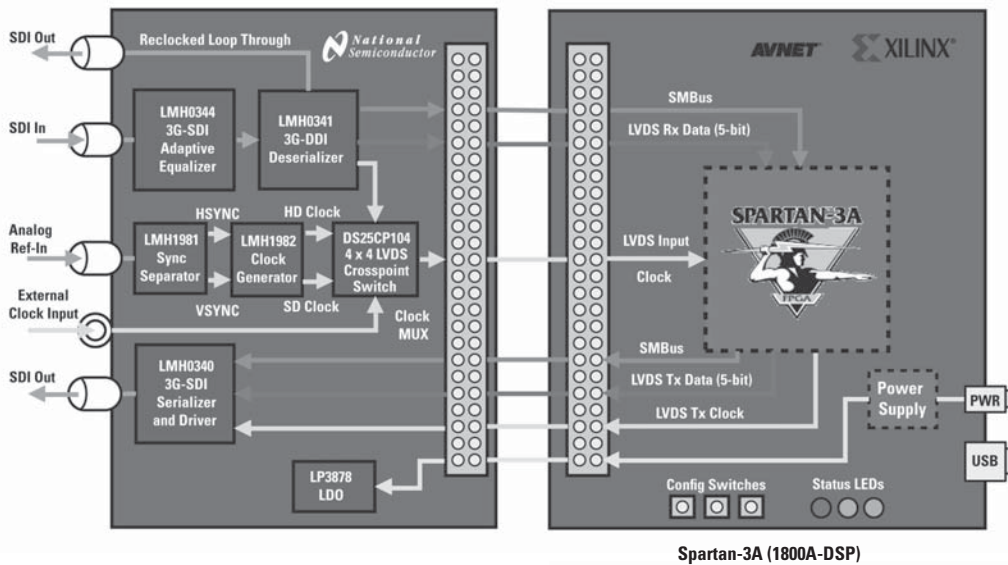 SDI Out
Reclocked Loop Through
National
Semiconductor
AVNET
XILINX®
SDI In
LMH0344
3G-SDI
Adaptive
Equalizer
LMH0341
3G-DDI
Deserializer
SMBus
LVDS Rx Data (5-bit)
SPARTAN-3A
FPGA
Analog
Ref-In
HSYNC
HD Clock
LMH1981
Sync
Separator
LMH1982
Clock
Generator
DS25CP104
4 x 4 LVDS
Crosspoint
Switch
LVDS Input
Clock
External
Clock Input
VSYNC
SD Clock
Clock
MUX
SDI Out
LMH0340
3G-SDI
Serializer
and Driver
SMBus
LVDS Tx Data (5-bit)
LVDS Tx Clock
Power
Supply
PWR
USB
LP3878
LDO
Config Switches
Status LEDs
Spartan-3A (1800A-DSP)